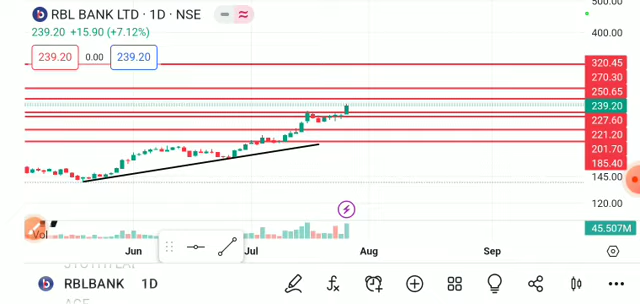 RBL BANK LTD · 1D · NSE
239.20 +15.90 (+7.12%)
239.20 0.00 239.20
500.00
400.00
320.45
270.30
250.65
239.20
227.60
221.20
201.70
185.40
145.00
120.00
45.507M
Vol
Jun Jul Aug Sep
RBLBANK 1D